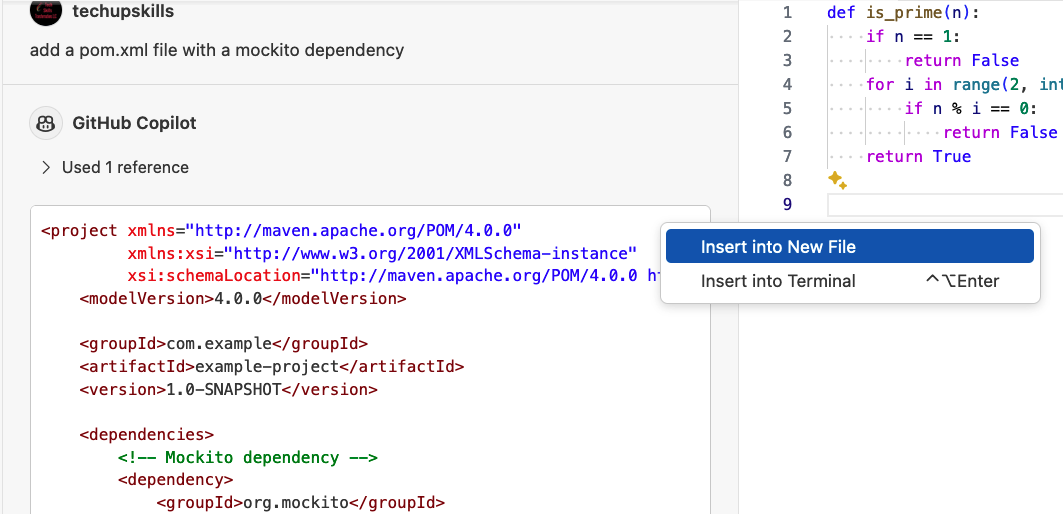 techupskills
add a pom.xml file with a mockito dependency
GitHub Copilot
Used 1 reference
<project xmlns="http://maven.apache.org/POM/4.0.0"
xmlns:xsi="http://www.w3.org/2001/XMLSchema-instance"
xsi:schemaLocation="http://maven.apache.org/POM/4.0.0
<modelVersion>4.0.0</modelVersion>
<groupId>com.example</groupId>
<artifactId>example-project</artifactId>
<version>1.0-SNAPSHOT</version>
<dependencies>
<!-- Mockito dependency -->
<dependency>
<groupId>org.mockito</groupId>
1 def is_prime(n):
2 if n == 1:
3 return False
4 for i in range(2, int
5 if n % i == 0:
6 return False
7 return True
8
9
Insert into New File
Insert into Terminal ^⌥Enter